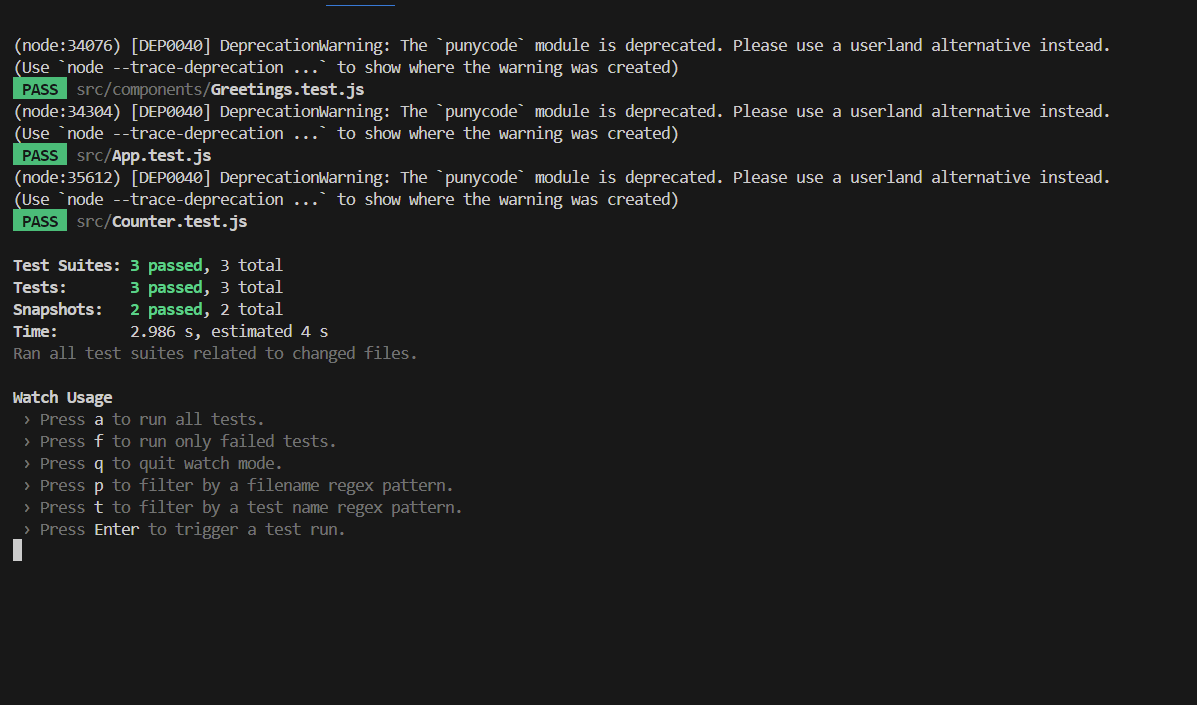 (node:34076) [DEP0040] DeprecationWarning: The `punycode` module is deprecated. Please use a userland alternative instead.
(Use `node --trace-deprecation ...` to show where the warning was created)
PASS src/components/Greetings.test.js
(node:34304) [DEP0040] DeprecationWarning: The `punycode` module is deprecated. Please use a userland alternative instead.
(Use `node --trace-deprecation ...` to show where the warning was created)
PASS src/App.test.js
(node:35612) [DEP0040] DeprecationWarning: The `punycode` module is deprecated. Please use a userland alternative instead.
(Use `node --trace-deprecation ...` to show where the warning was created)
PASS src/Counter.test.js
Test Suites: 3 passed, 3 total
Tests: 3 passed, 3 total
Snapshots: 2 passed, 2 total
Time: 2.986 s, estimated 4 s
Ran all test suites related to changed files.
Watch Usage
› Press a to run all tests.
› Press f to run only failed tests.
› Press q to quit watch mode.
› Press p to filter by a filename regex pattern.
› Press t to filter by a test name regex pattern.
› Press Enter to trigger a test run.